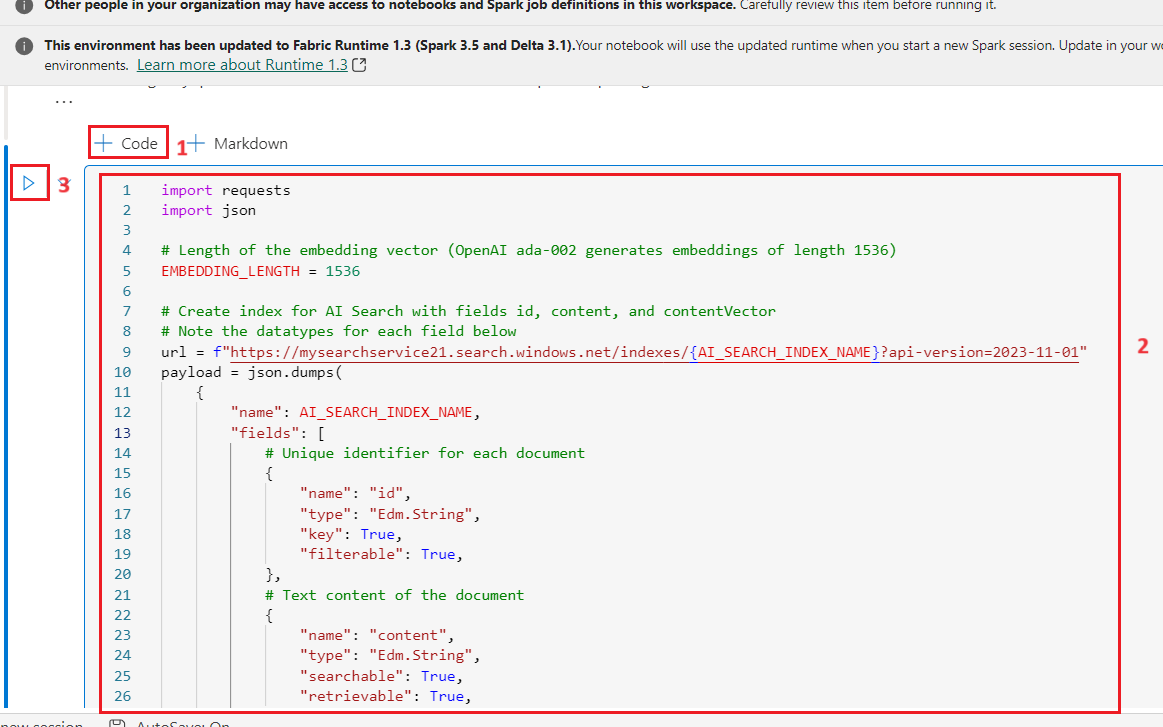 Other people in your organization may have access to notebooks and Spark job definitions in this workspace. Carefully review this item before running it.
This environment has been updated to Fabric Runtime 1.3 (Spark 3.5 and Delta 3.1).Your notebook will use the updated runtime when you start a new Spark session. Update in your
environments. Learn more about Runtime 1.3
...
+ Code 1 + Markdown
3
1 import requests
2 import json
3
4 # Length of the embedding vector (OpenAI ada-002 generates embeddings of length 1536)
5 EMBEDDING_LENGTH = 1536
6
7 # Create index for AI Search with fields id, content, and contentVector
8 # Note the datatypes for each field below
9 url = f"https://mysearchservice21.search.windows.net/indexes/{AI_SEARCH_INDEX_NAME}?api-version=2023-11-01"
2
10 payload = json.dumps(
11 {
12 "name": AI_SEARCH_INDEX_NAME,
13 "fields": [
14 # Unique identifier for each document
15 {
16 "name": "id",
17 "type": "Edm.String",
18 "key": True,
19 "filterable": True,
20 },
21 # Text content of the document
22 {
23 "name": "content",
24 "type": "Edm.String",
25 "searchable": True,
26 "retrievable": True,
new session AutoSave: On